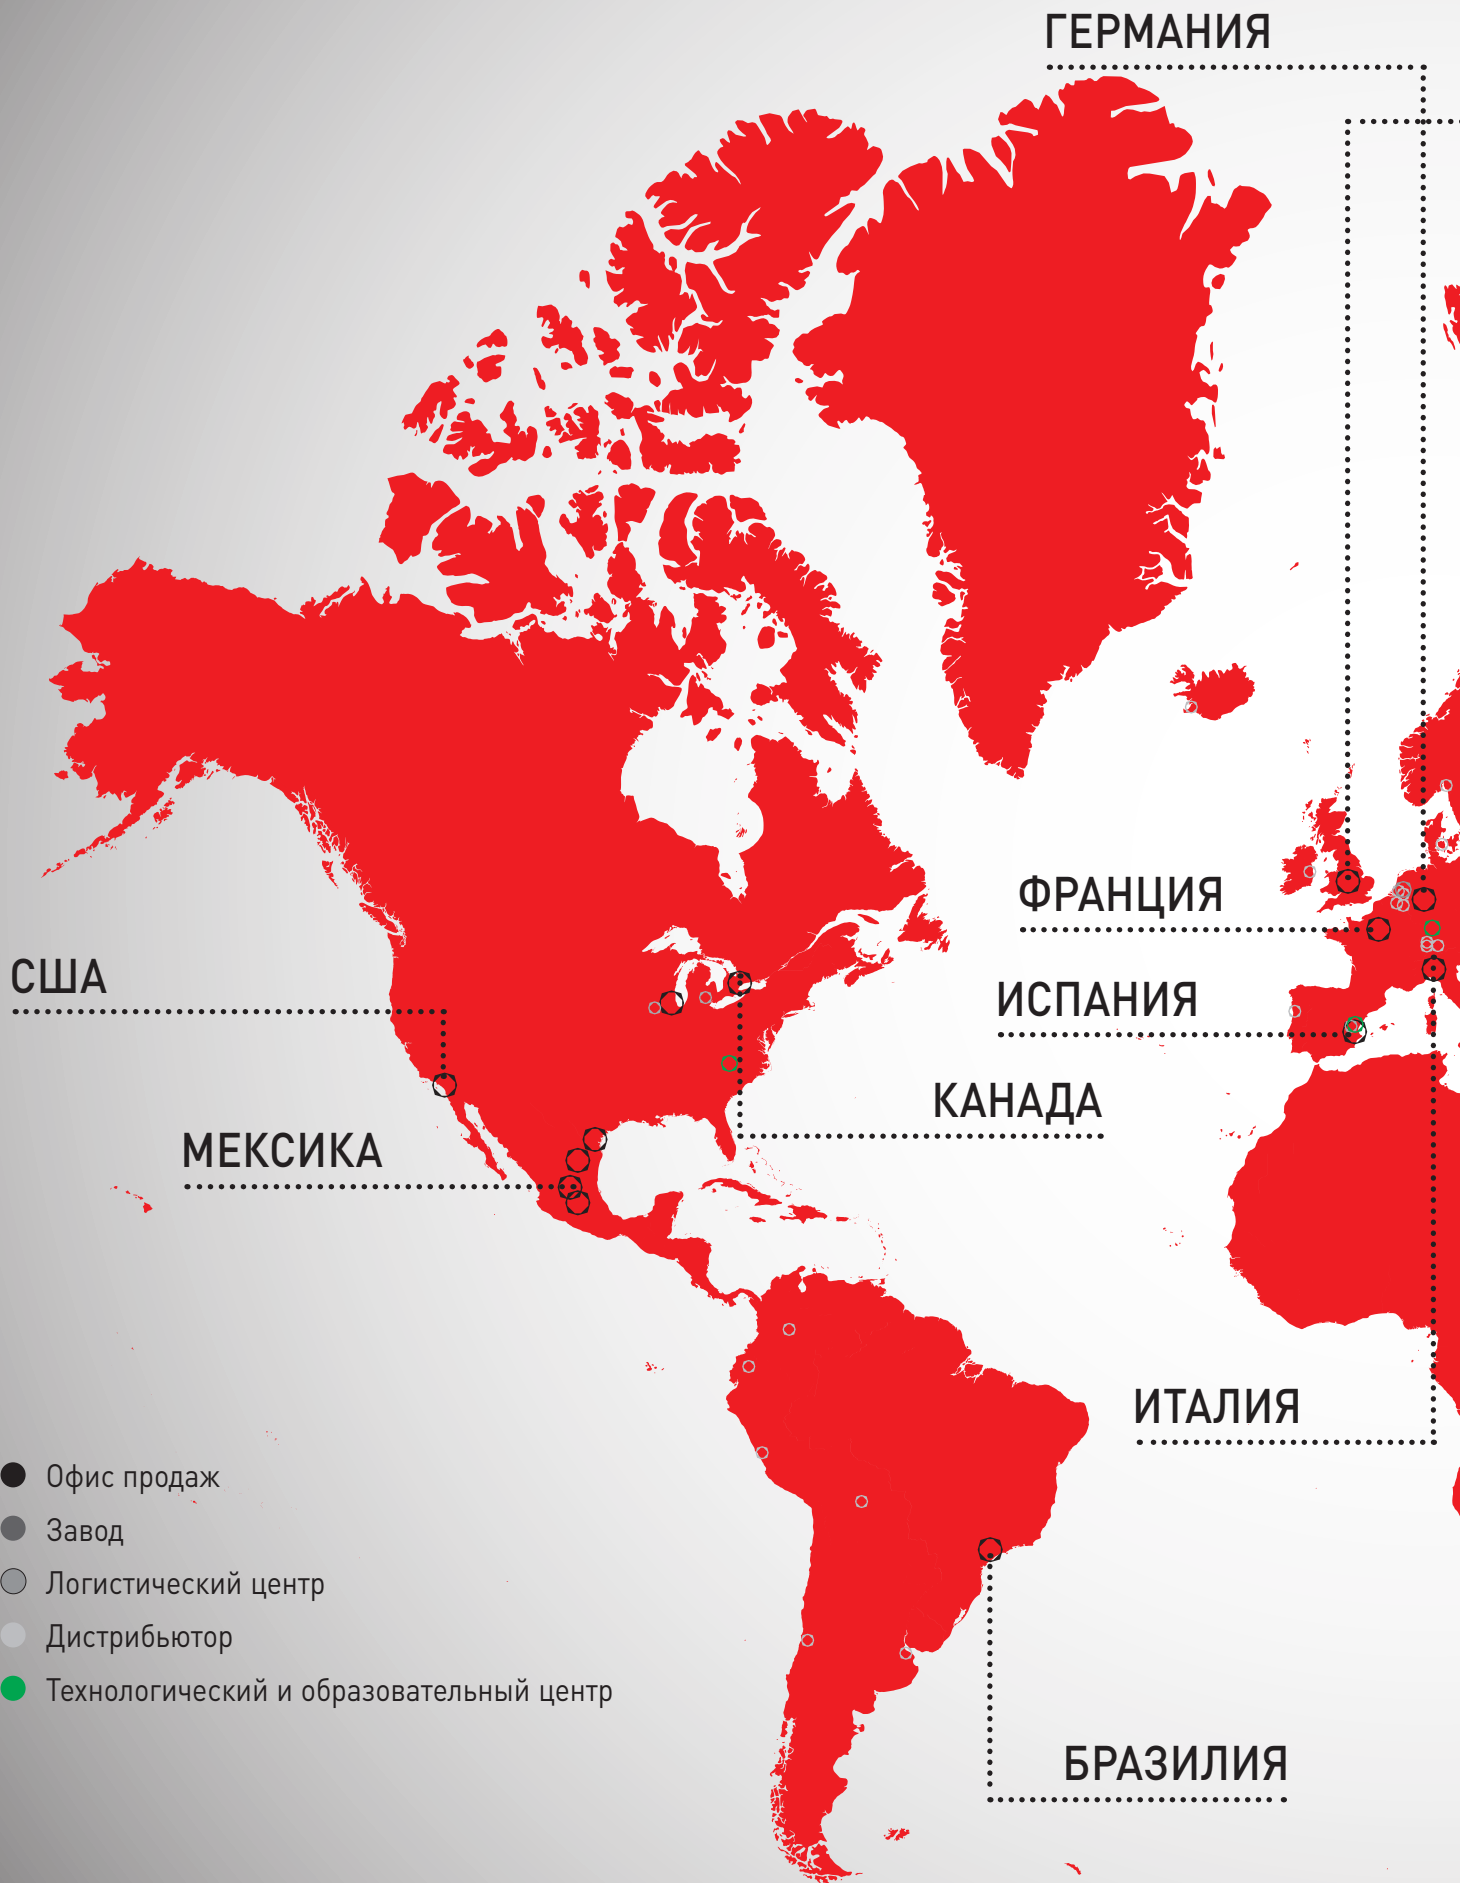 ГЕРМАНИЯ
ФРАНЦИЯ
США
ИСПАНИЯ
КАНАДА
МЕКСИКА
ИТАЛИЯ
Офис продаж
Завод
Логистический центр
Дистрибьютор
Технологический и образовательный центр
БРАЗИЛИЯ